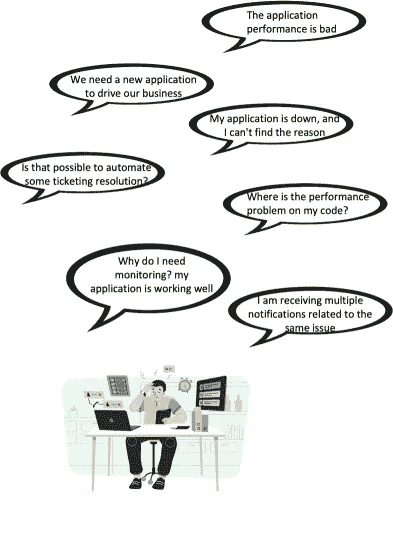 The application
performance is bad
We need a new application
to drive our business
My application is down, and
I can't find the reason
Is that possible to automate
some ticketing resolution?
Where is the performance
problem on my code?
Why do I need
monitoring? my
application is working well
I am receiving multiple
notifications related to the
same issue